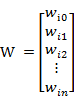 w_{i0}
w_{i1}
W = w_{i2}
⋮
w_{in}